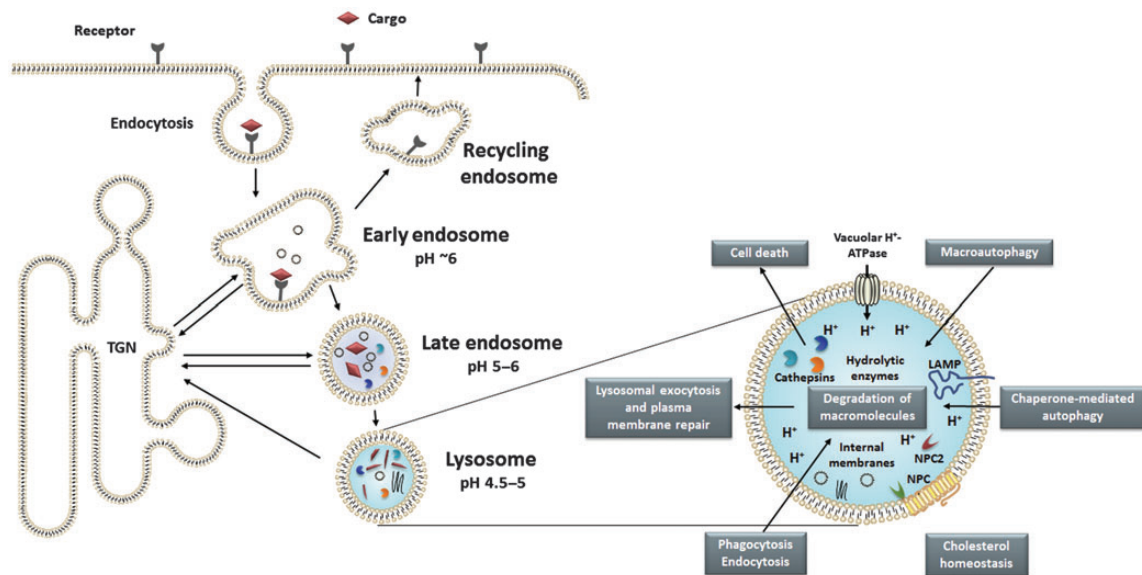 Receptor
Cargo
Endocytosis
Recycling
endosome
Early endosome
pH ~6
TGN
Late endosome
pH 5–6
Lysosome
pH 4.5–5
Cell death
Vacuolar H⁺-
ATPase
Macroautophagy
H⁺
H⁺
H⁺
Cathepsins
Hydrolytic
enzymes
LAMP
Lysosomal exocytosis
and plasma
membrane repair
Degradation of
macromolecules
Chaperone-mediated
autophagy
H⁺
H⁺
H⁺
H⁺
Internal
membranes
NPC2
NPC
Phagocytosis
Endocytosis
Cholesterol
homeostasis